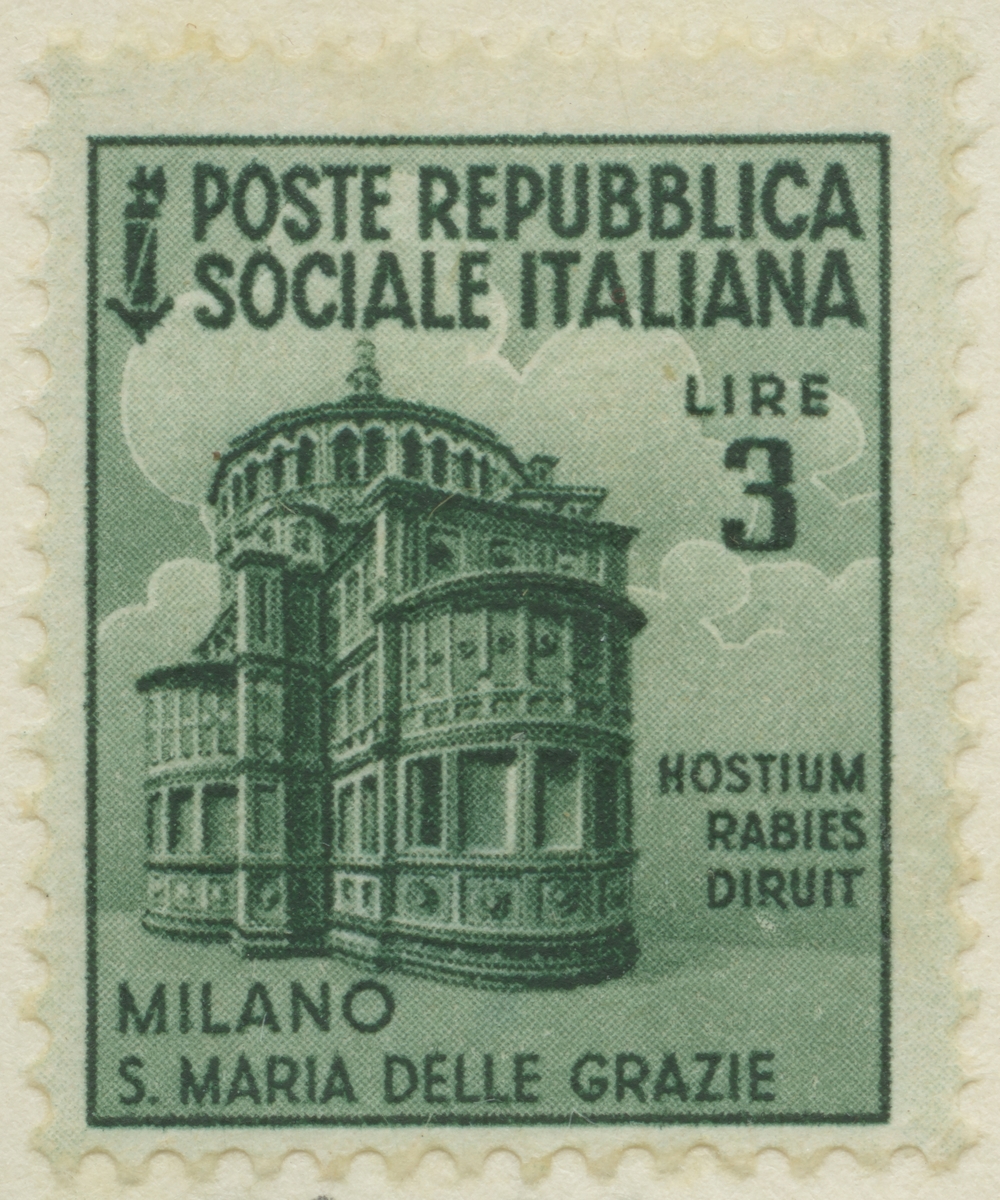 POSTE REPUBBLICA
SOCIALE ITALIANA
LIRE
3
HOSTIUM
RABIES
DIRUIT
MILANO
S. MARIA DELLE GRAZIE